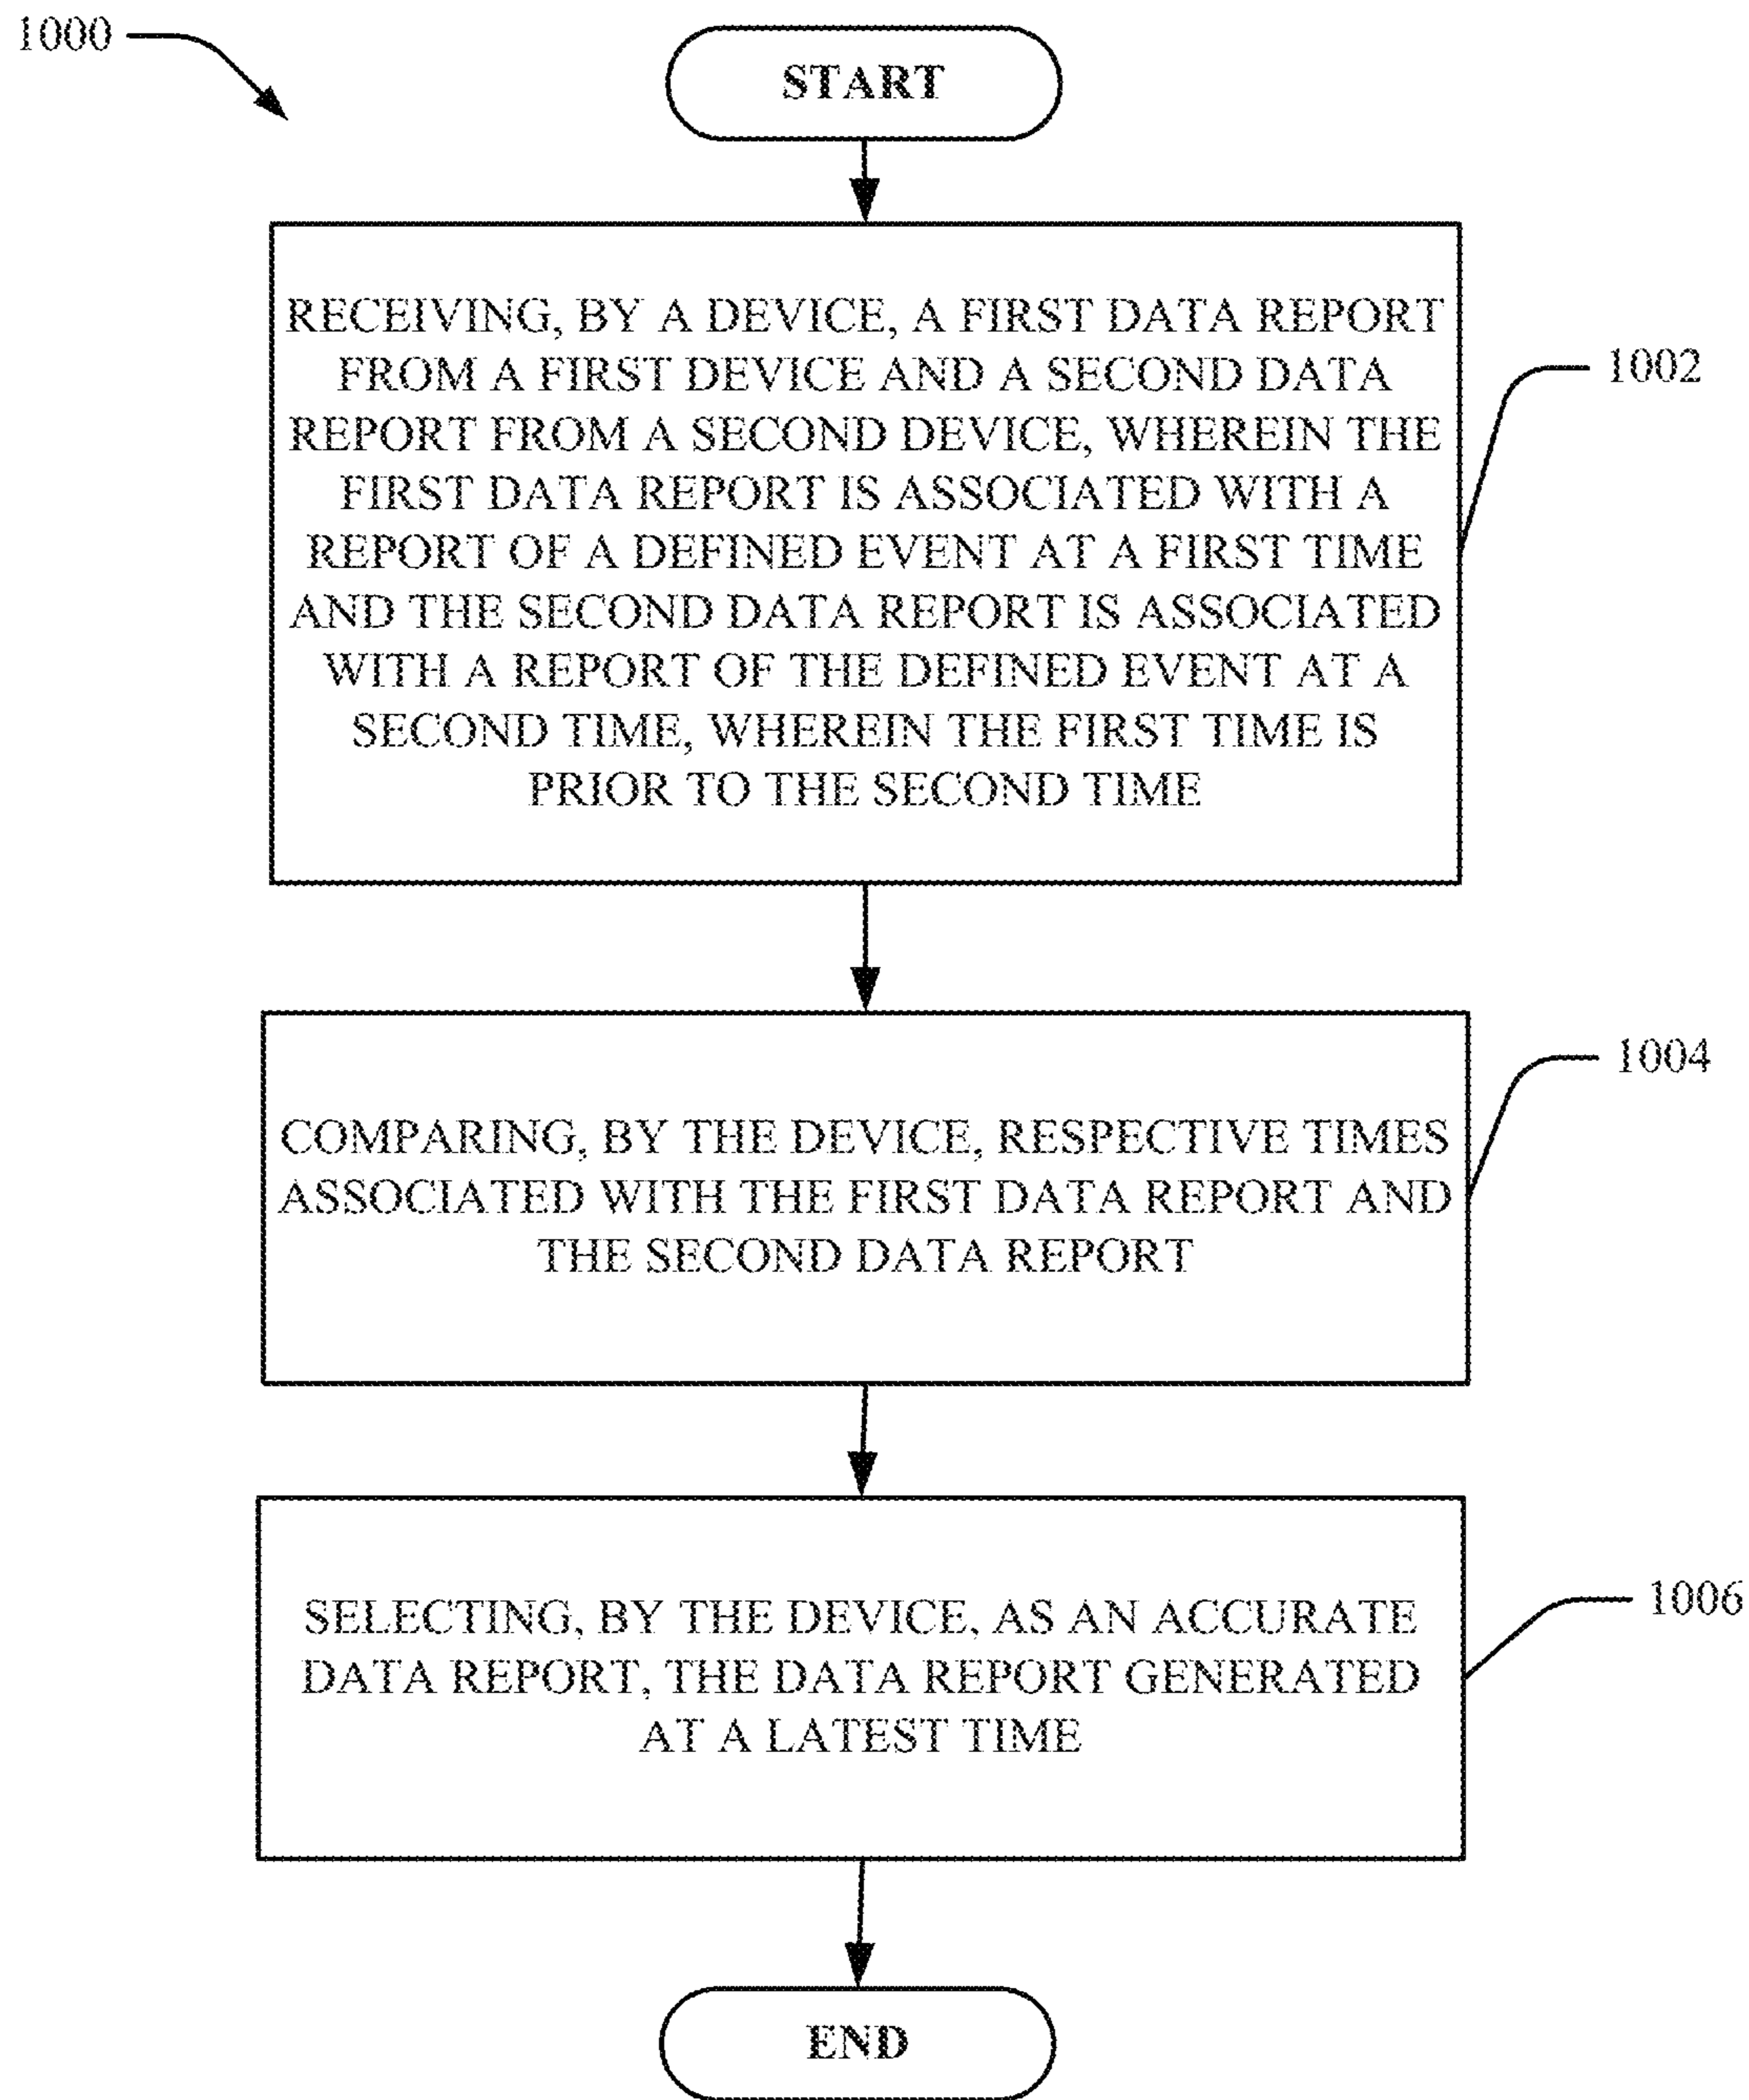 1000
START
RECEIVING, BY A DEVICE, A FIRST DATA REPORT
FROM A FIRST DEVICE AND A SECOND DATA
REPORT FROM A SECOND DEVICE, WHEREIN THE
FIRST DATA REPORT IS ASSOCIATED WITH A
REPORT OF A DEFINED EVENT AT A FIRST TIME
AND THE SECOND DATA REPORT IS ASSOCIATED
WITH A REPORT OF THE DEFINED EVENT AT A
SECOND TIME, WHEREIN THE FIRST TIME IS
PRIOR TO THE SECOND TIME
1002
COMPARING, BY THE DEVICE, RESPECTIVE TIMES
ASSOCIATED WITH THE FIRST DATA REPORT AND
THE SECOND DATA REPORT
1004
SELECTING, BY THE DEVICE, AS AN ACCURATE
DATA REPORT, THE DATA REPORT GENERATED
AT A LATEST TIME
1006
END